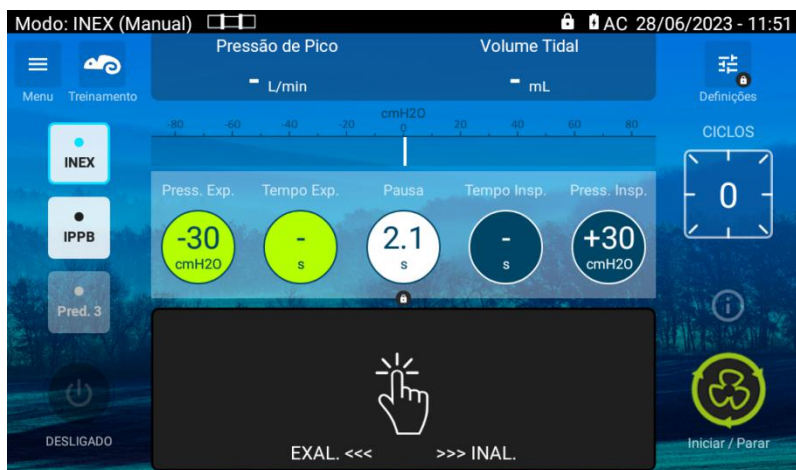 Modo: INEX (Manual)
AC 28/06/2023 - 11:51
Menu
Treinamento
Pressão de Pico
- L/min
Volume Tidal
- mL
Definições
cmH2O
-80 -60 -40 -20 0 20 40 60 80
CICLOS
0
INEX
IPPB
Pred. 3
Press. Exp.
Tempo Exp.
Pausa
Tempo Insp.
Press. Insp.
-30
cmH2O
-
s
2.1
s
-
s
+30
cmH2O
EXAL. <<<
>>> INAL.
DESLIGADO
Iniciar / Parar